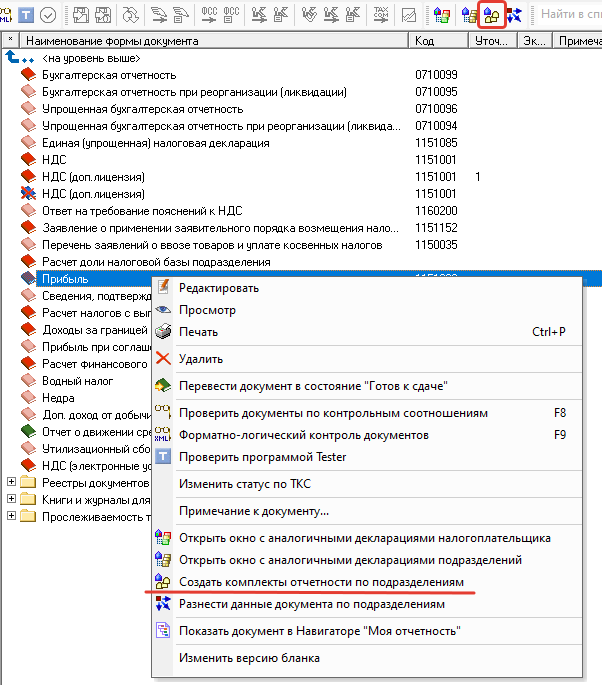 XML T ФСС ФСС TAX COM Найти в спи
* Наименование формы документа Код Уточ... Эк... Примеча
<на уровень выше>
Бухгалтерская отчетность 0710099
Бухгалтерская отчетность при реорганизации (ликвидации) 0710095
Упрощенная бухгалтерская отчетность 0710096
Упрощенная бухгалтерская отчетность при реорганизации (ликвида... 0710094
Единая (упрощенная) налоговая декларация 1151085
НДС 1151001
НДС (доп.лицензия) 1151001 1
НДС (доп.лицензия) 1151001
Ответ на требование пояснений к НДС 1160200
Заявление о применении заявительного порядка возмещения нало... 1151152
Перечень заявлений о ввозе товаров и уплате косвенных налогов 1150035
Расчет доли налоговой базы подразделения
Прибыль
Сведения, подтвержд
Расчет налогов с вып
Доходы за границей
Прибыль при соглаше
Расчет финансового
Водный налог
Недра
Доп. доход от добычи
Отчет о движении сре
Утилизационный сбо
НДС (электронные ус
Реестры документов
Книги и журналы для
Прослеживаемость т
Редактировать
Просмотр
Печать Ctrl+P
Удалить
Перевести документ в состояние "Готов к сдаче"
Проверить документы по контрольным соотношениям F8
XML Форматно-логический контроль документов F9
T Проверить программой Tester
Изменить статус по ТКС
Примечание к документу...
Открыть окно с аналогичными декларациями налогоплательщика
Открыть окно с аналогичными декларациями подразделений
Создать комплекты отчетности по подразделениям
Разнести данные документа по подразделениям
Показать документ в Навигаторе "Моя отчетность"
Изменить версию бланка